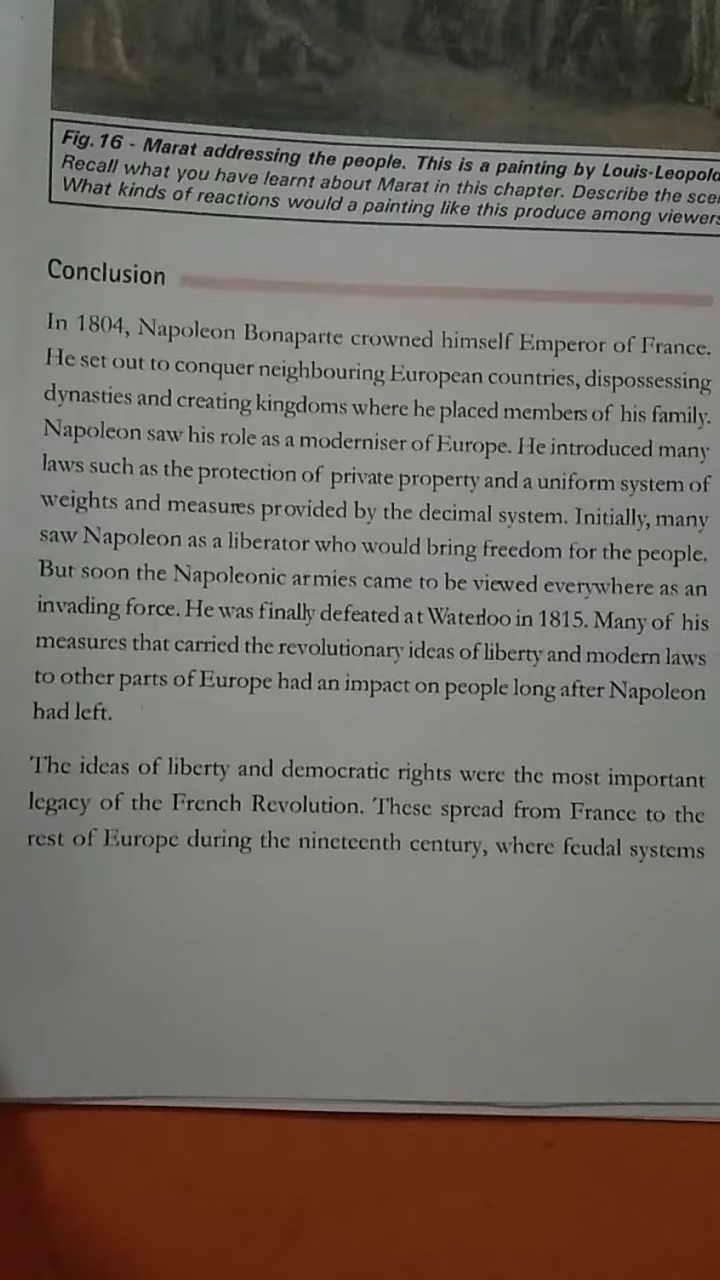 Fig. 16 - Marat addressing the people. This is a painting by Louis-Leopold
Recall what you have learnt about Marat in this chapter. Describe the
What kinds of reactions would a painting like this produce among viewers
Conclusion
In 1804, Napoleon Bonaparte crowned himself Emperor of France.
He set out to conquer neighbouring European countries, dispossessing
dynasties and creating kingdoms where he placed members of his family.
Napoleon saw his role as a moderniser of Europe. He introduced many
laws such as the protection of private property and a uniform system of
weights and measures provided by the decimal system. Initially, many
saw Napoleon as a liberator who would bring freedom for the people.
But soon the Napoleonic armies came to be viewed everywhere as an
invading force. He was finally defeated at Waterloo in 1815. Many of his
measures that carried the revolutionary ideas of liberty and modern laws
to other parts of Europe had an impact on people long after Napoleon
had left.
The ideas of liberty and democratic rights were the most important
legacy of the French Revolution. These spread from France to the
rest of Europe during the nineteenth century, where feudal systems